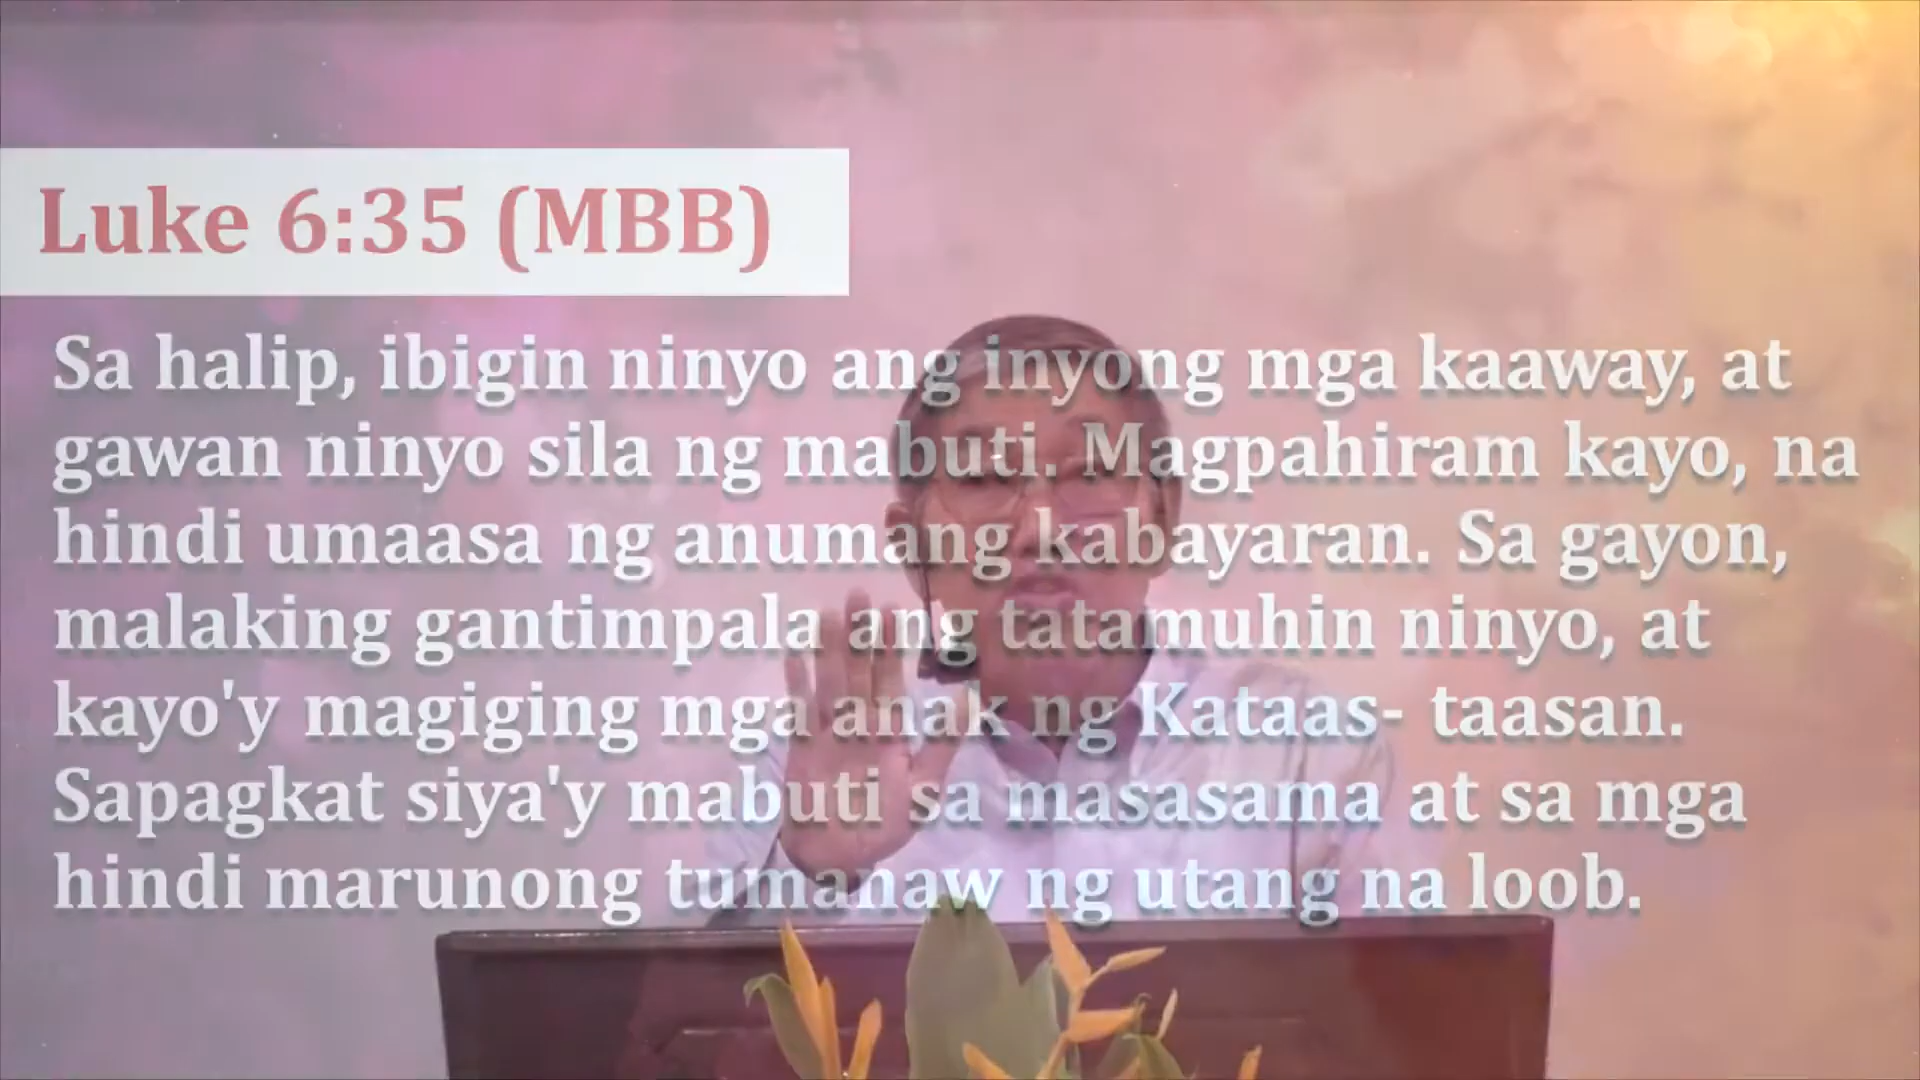 Luke 6:35 (MBB)
Sa halip, ibigin ninyo ang inyong mga kaaway, at
gawan ninyo sila ng mabuti. Magpahiram kayo, na
hindi umaasa ng anumang kabayaran. Sa gayon,
malaking gantimpala ang tatamuhin ninyo, at
kayo'y magiging mga anak ng Kataas- taasan.
Sapagkat siya'y mabuti sa masasama at sa mga
hindi marunong tumanaw ng utang na loob.